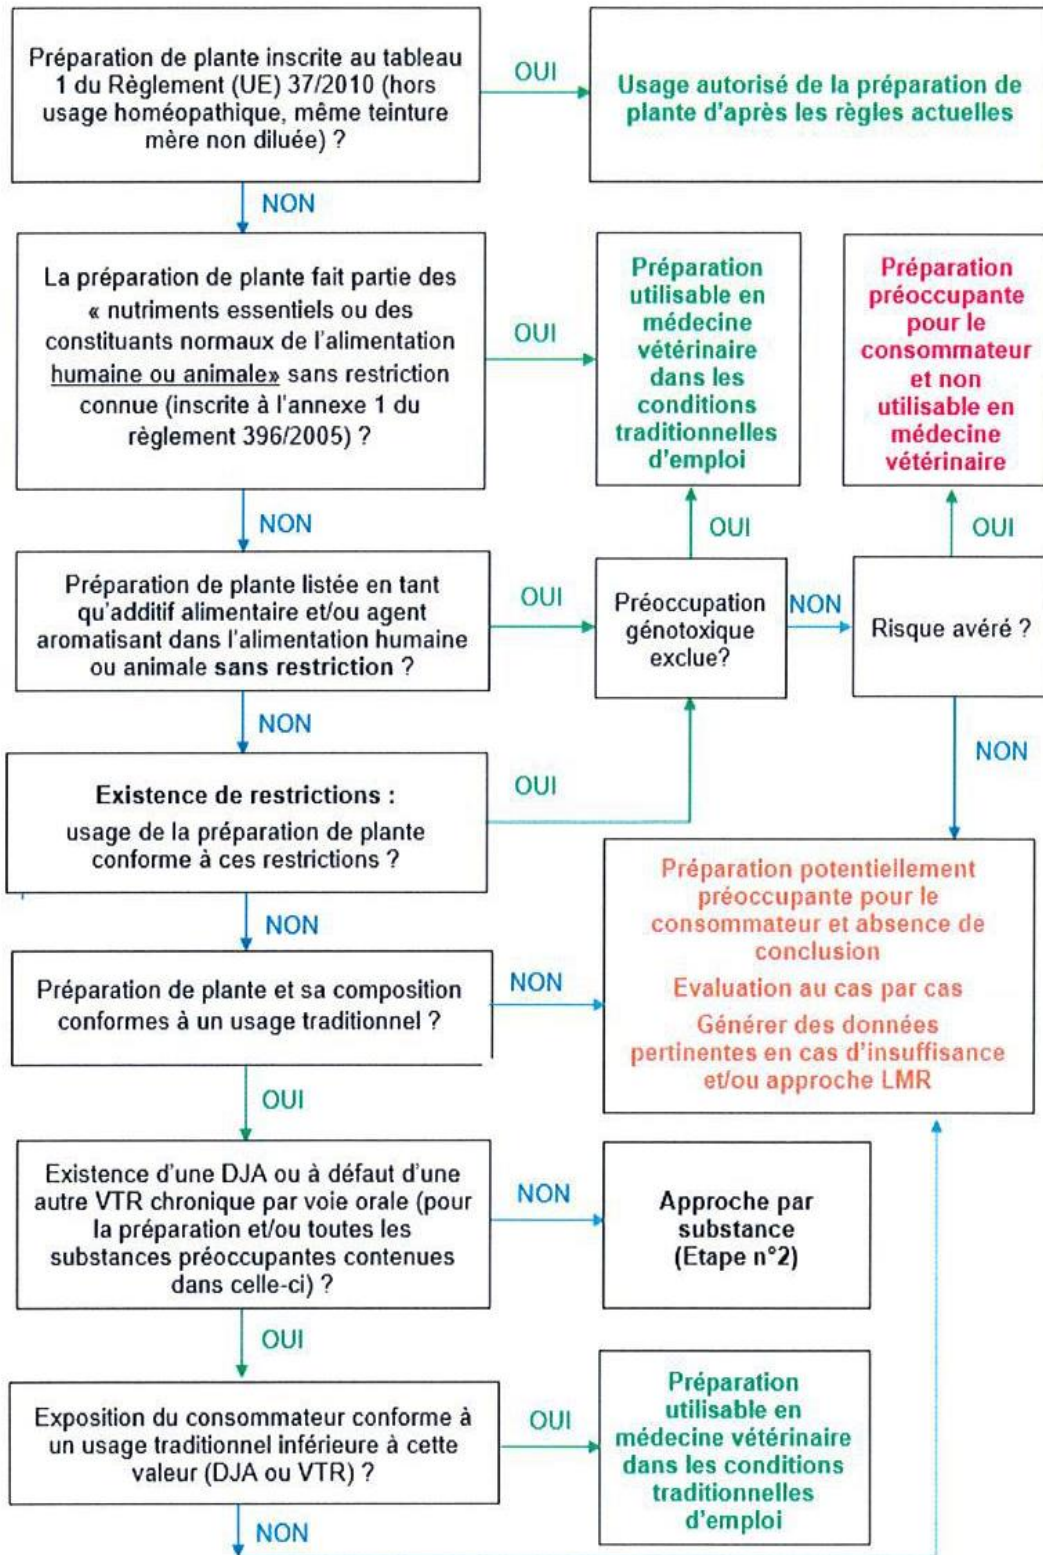 Préparation de plante inscrite au tableau
1 du Règlement (UE) 37/2010 (hors
usage homéopathique, même teinture
mère non diluée) ?
OUI
Usage autorisé de la préparation de
plante d'après les règles actuelles
NON
La préparation de plante fait partie des
« nutriments essentiels ou des
constituants normaux de l'alimentation
humaine ou animale» sans restriction
connue (inscrite à l'annexe 1 du
règlement 396/2005) ?
OUI
Préparation
utilisable en
médecine
vétérinaire
dans les
conditions
traditionnelles
d'emploi
Préparation
préoccupante
pour le
consommateur
et non
utilisable en
médecine
vétérinaire
NON
OUI
OUI
Préparation de plante listée en tant
qu'additif alimentaire et/ou agent
aromatisant dans l'alimentation humaine
ou animale sans restriction ?
OUI
Préoccupation
génotoxique
exclue?
NON
Risque avéré ?
NON
NON
Existence de restrictions :
usage de la préparation de plante
conforme à ces restrictions ?
OUI
NON
Préparation potentiellement
préoccupante pour le
consommateur et absence de
conclusion
Evaluation au cas par cas
Générer des données
pertinentes en cas d'insuffisance
et/ou approche LMR
Préparation de plante et sa composition
conformes à un usage traditionnel ?
NON
OUI
Existence d'une DJA ou à défaut d'une
autre VTR chronique par voie orale (pour
la préparation et/ou toutes les
substances préoccupantes contenues
dans celle-ci) ?
NON
Approche par
substance
(Etape n°2)
OUI
Exposition du consommateur conforme à
un usage traditionnel inférieure à cette
valeur (DJA ou VTR) ?
OUI
Préparation
utilisable en
médecine vétérinaire
dans les conditions
traditionnelles
d'emploi
NON